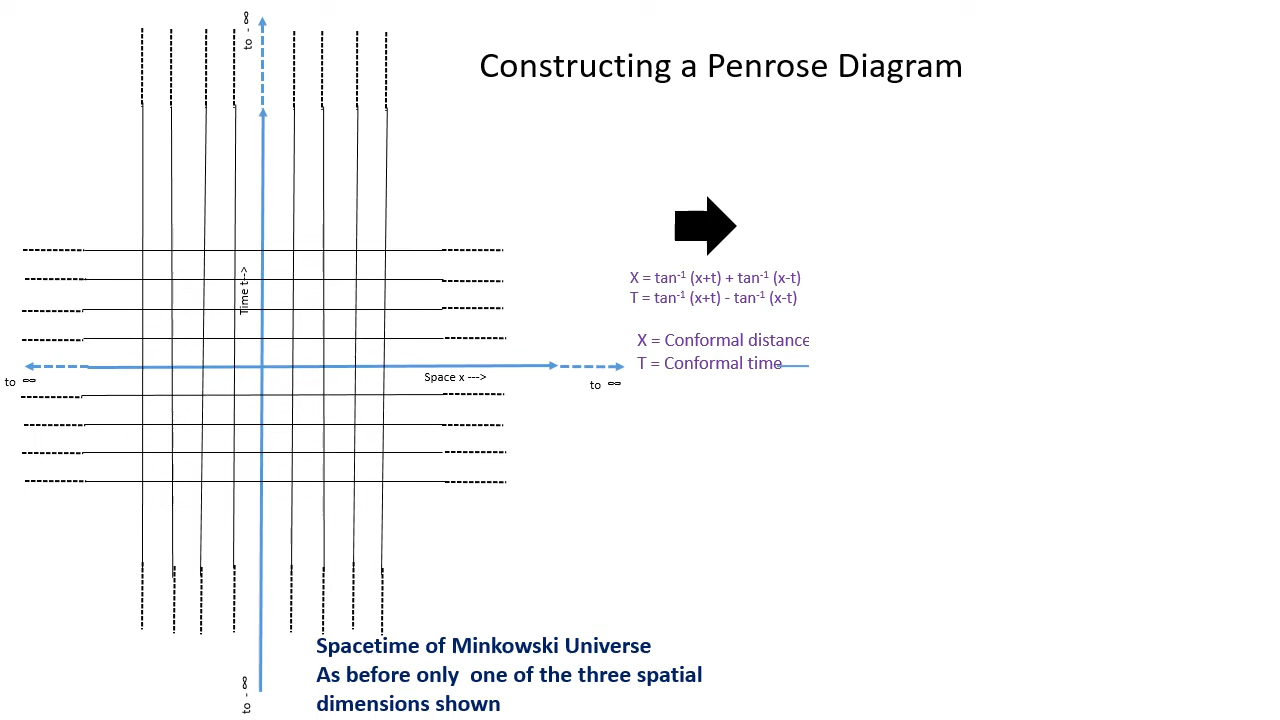 to - ∞
Constructing a Penrose Diagram
Time t-->
X = tan⁻¹ (x+t) + tan⁻¹ (x-t)
T = tan⁻¹ (x+t) - tan⁻¹ (x-t)
X = Conformal distance
T = Conformal time
Space x --->
to ∞
to ∞
Spacetime of Minkowski Universe
As before only one of the three spatial
dimensions shown
to - ∞